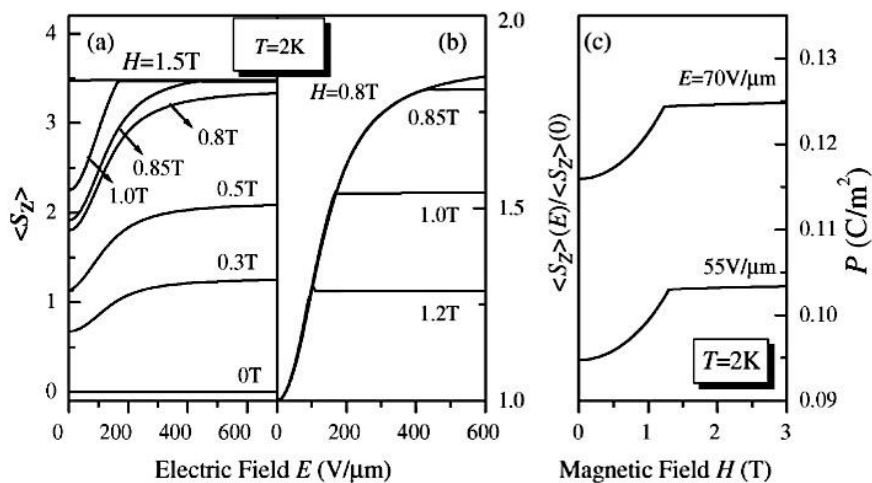 (a)
T=2K
(b)
(c)
H=1.5T
0.8T
0.85T
1.0T
0.5T
0.3T
0T
<S_Z>
4
3
2
1
0
0 200 400 600
H=0.8T
0.85T
1.0T
1.2T
2.0
1.5
1.0
0 200 400 600
Electric Field E (V/μm)
<S_Z>(E)/<S_Z>(0)
E=70V/μm
55V/μm
T=2K
0 1 2 3
Magnetic Field H (T)
0.13
0.12
0.11
0.10
0.09
P (C/m²)